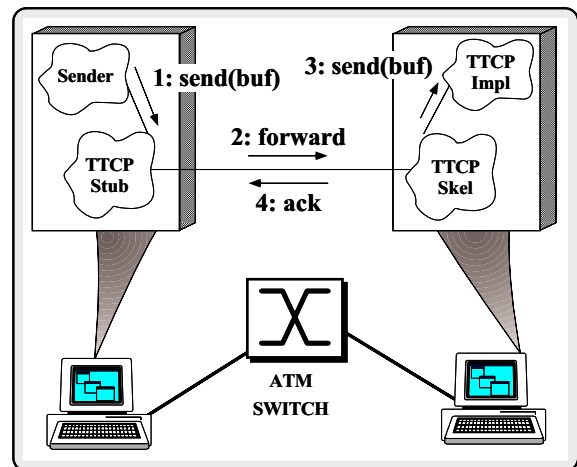 Sender
1: send(buf)
TTCP
Stub
2: forward
4: ack
3: send(buf)
TTCP
Impl
TTCP
Skel
ATM
SWITCH